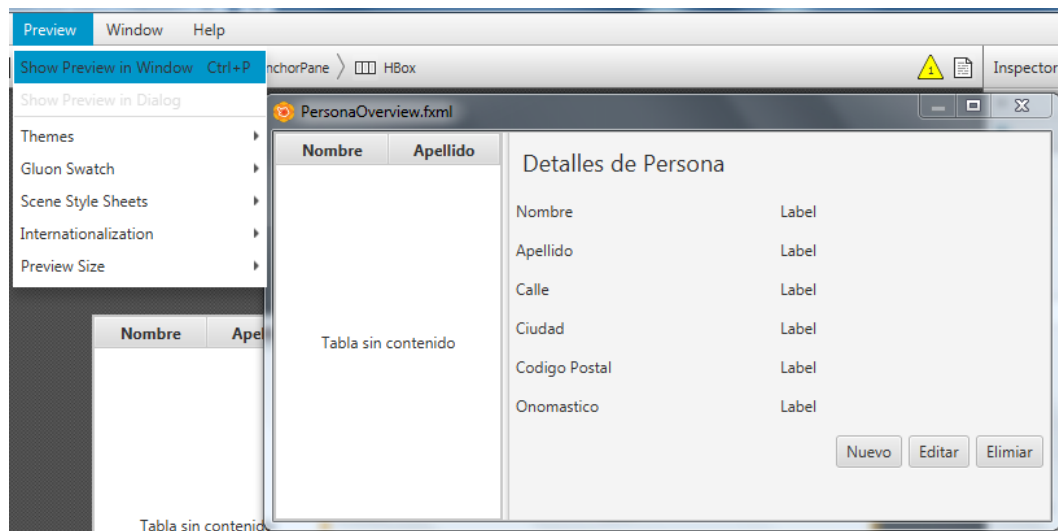 Preview Window Help
Show Preview in Window Ctrl+P
nchorPane HBox
1
Inspector
Show Preview in Dialog
Themes
Gluon Swatch
Scene Style Sheets
Internationalization
Preview Size
PersonaOverview.fxml
Nombre Apellido
Tabla sin contenido
Detalles de Persona
Nombre Label
Apellido Label
Calle Label
Ciudad Label
Codigo Postal Label
Onomastico Label
Nuevo Editar Elimiar
Nombre Apel
Tabla sin contenid